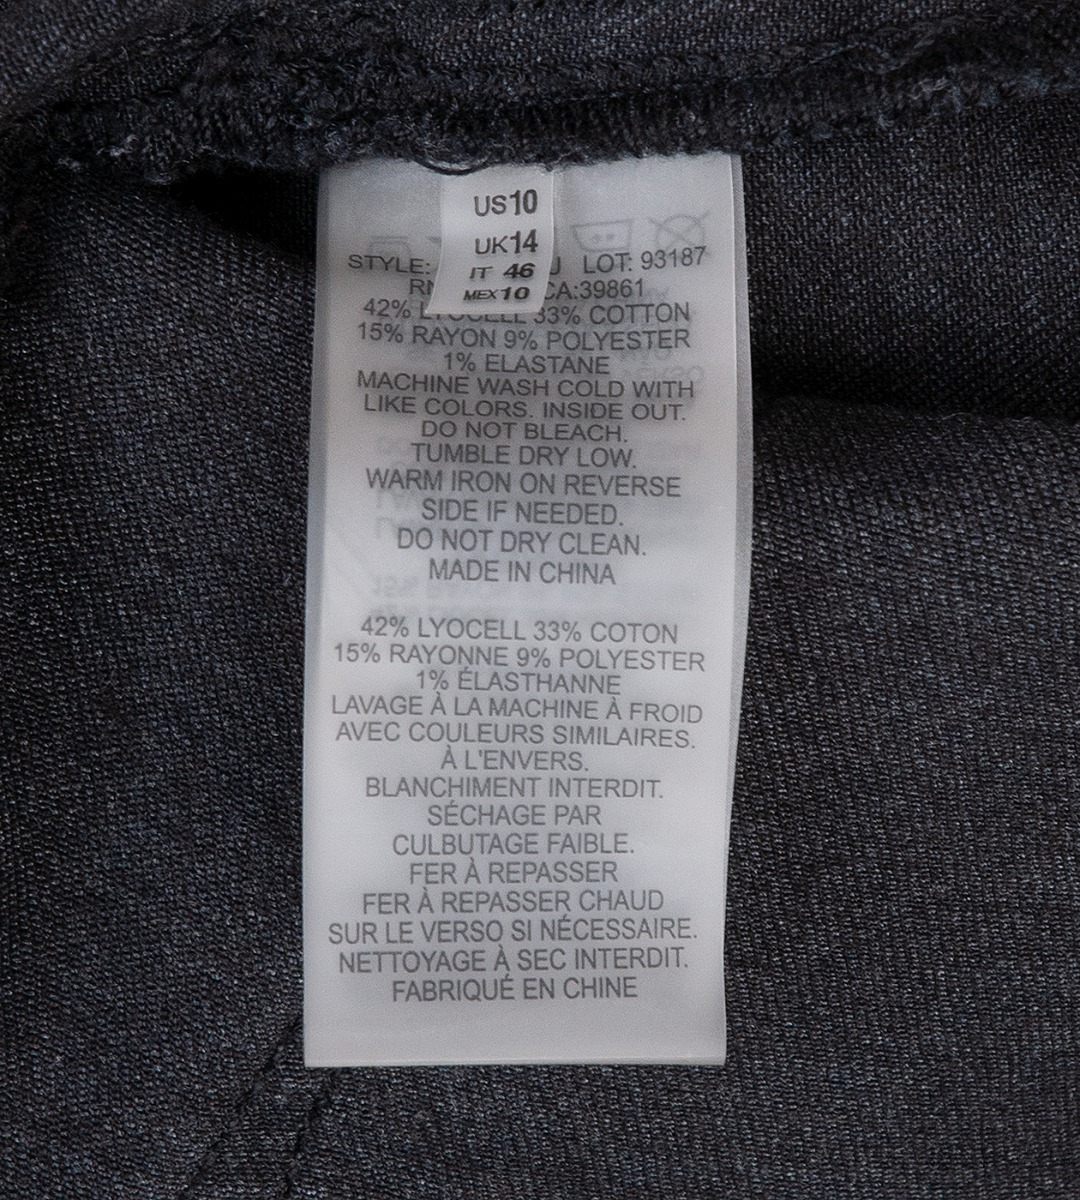 US10
UK14
IT 46
MEX10
STYLE: LOT: 93187
CA:39861
42% LYOCELL 33% COTTON
15% RAYON 9% POLYESTER
1% ELASTANE
MACHINE WASH COLD WITH
LIKE COLORS. INSIDE OUT.
DO NOT BLEACH.
TUMBLE DRY LOW.
WARM IRON ON REVERSE
SIDE IF NEEDED.
DO NOT DRY CLEAN.
MADE IN CHINA
42% LYOCELL 33% COTON
15% RAYONNE 9% POLYESTER
1% ÉLASTHANNE
LAVAGE À LA MACHINE À FROID
AVEC COULEURS SIMILAIRES.
À L'ENVERS.
BLANCHIMENT INTERDIT.
SÉCHAGE PAR
CULBUTAGE FAIBLE.
FER À REPASSER
FER À REPASSER CHAUD
SUR LE VERSO SI NÉCESSAIRE.
NETTOYAGE À SEC INTERDIT.
FABRIQUÉ EN CHINE